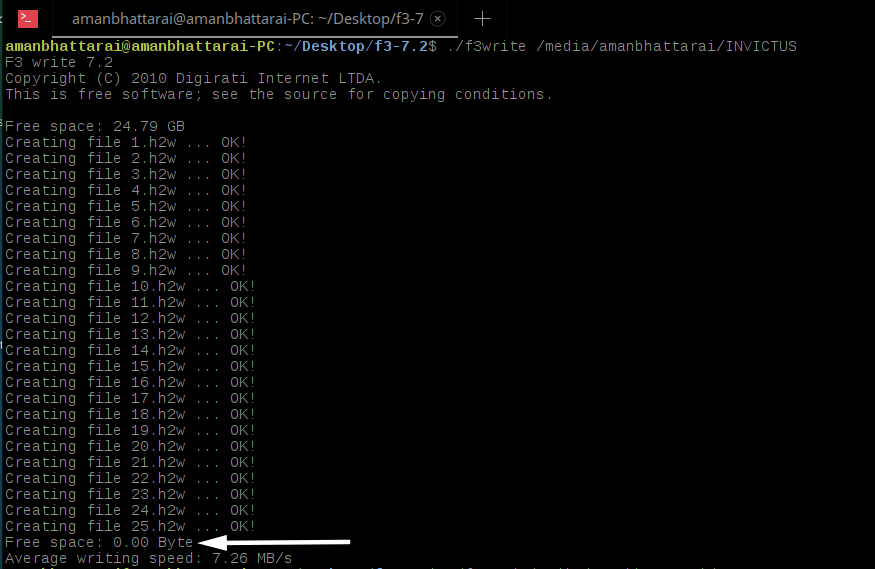 amanbhattarai@amanbhattarai-PC: ~/Desktop/f3-7
amanbhattarai@amanbhattarai-PC:~/Desktop/f3-7.2$ ./f3write /media/amanbhattarai/INVICTUS
F3 write 7.2
Copyright (C) 2010 Digirati Internet LTDA.
This is free software; see the source for copying conditions.
Free space: 24.79 GB
Creating file 1.h2w ... OK!
Creating file 2.h2w ... OK!
Creating file 3.h2w ... OK!
Creating file 4.h2w ... OK!
Creating file 5.h2w ... OK!
Creating file 6.h2w ... OK!
Creating file 7.h2w ... OK!
Creating file 8.h2w ... OK!
Creating file 9.h2w ... OK!
Creating file 10.h2w ... OK!
Creating file 11.h2w ... OK!
Creating file 12.h2w ... OK!
Creating file 13.h2w ... OK!
Creating file 14.h2w ... OK!
Creating file 15.h2w ... OK!
Creating file 16.h2w ... OK!
Creating file 17.h2w ... OK!
Creating file 18.h2w ... OK!
Creating file 19.h2w ... OK!
Creating file 20.h2w ... OK!
Creating file 21.h2w ... OK!
Creating file 22.h2w ... OK!
Creating file 23.h2w ... OK!
Creating file 24.h2w ... OK!
Creating file 25.h2w ... OK!
Free space: 0.00 Byte
Average writing speed: 7.26 MB/s